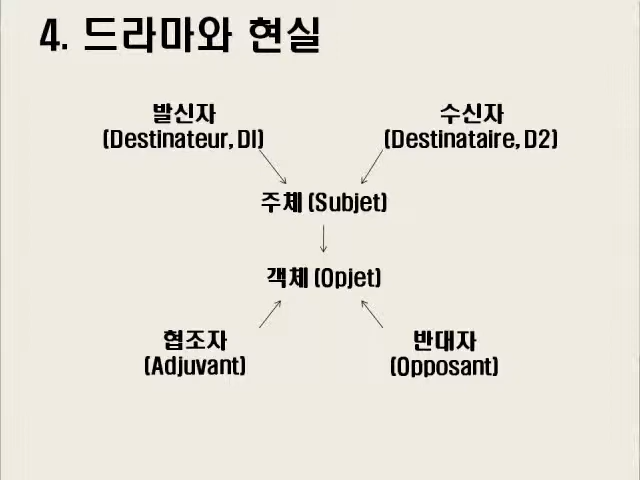 4. 드라마와 현실
발신자
(Destinateur, D1)
수신자
(Destinataire, D2)
주체 (Subjet)
객체 (Opjet)
협조자
(Adjuvant)
반대자
(Opposant)